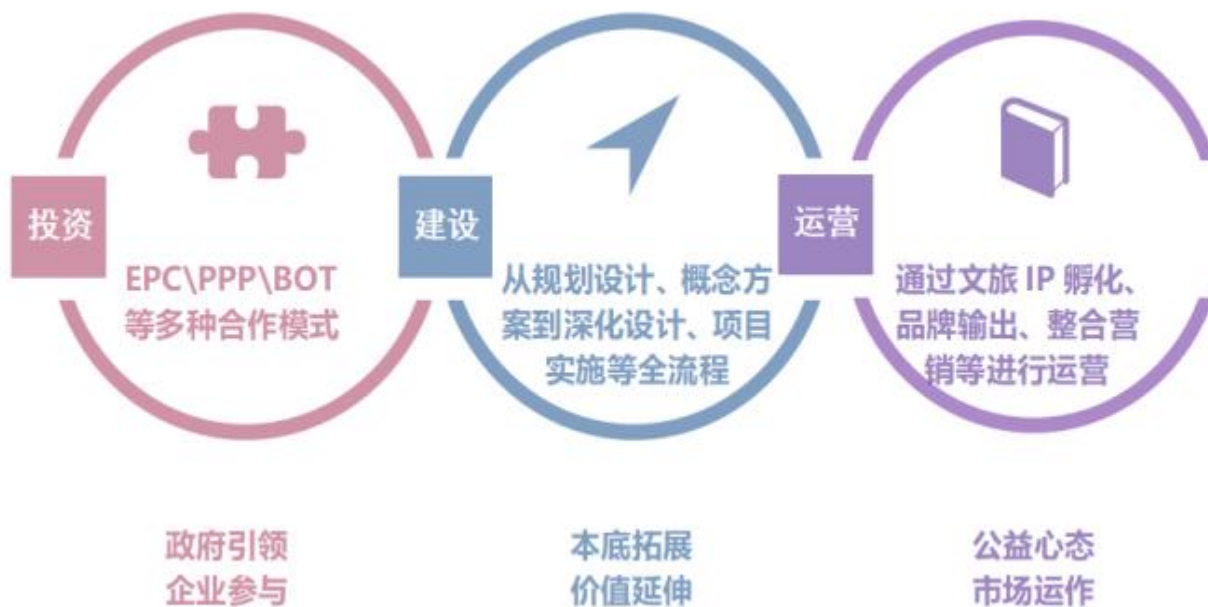 投资
EPC\PPP\BOT
等多种合作模式
政府引领
企业参与
建设
从规划设计、概念方
案到深化设计、项目
实施等全流程
本底拓展
价值延伸
运营
通过文旅 IP 孵化、
品牌输出、整合营
销等进行运营
公益心态
市场运作